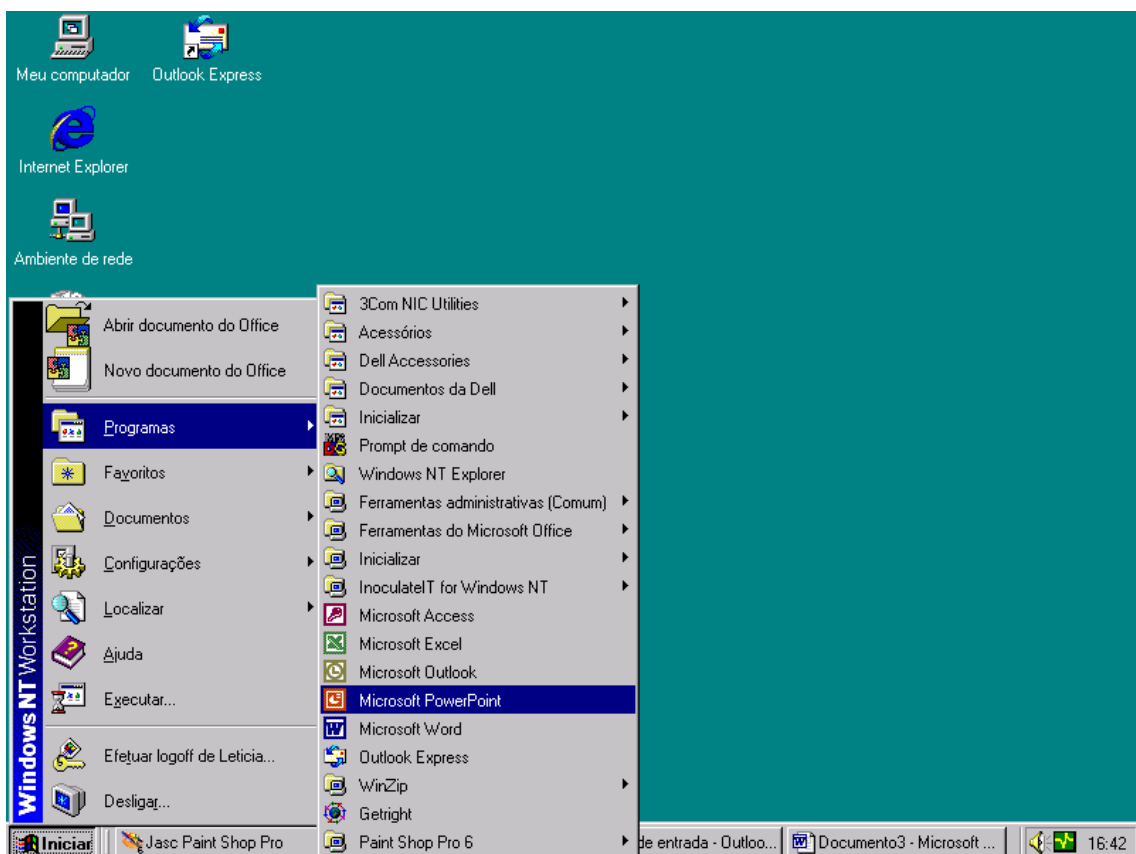 Meu computador
Outlook Express
Internet Explorer
Ambiente de rede
Windows NT Workstation
Abrir documento do Office
Novo documento do Office
Programas
Favoritos
Documentos
Configurações
Localizar
Ajuda
Executar...
Efetuar logoff de Leticia...
Desligar...
3Com NIC Utilities
Acessórios
Dell Accessories
Documentos da Dell
Inicializar
Prompt de comando
Windows NT Explorer
Ferramentas administrativas (Comum)
Ferramentas do Microsoft Office
Inicializar
InoculateIT for Windows NT
Microsoft Access
Microsoft Excel
Microsoft Outlook
Microsoft PowerPoint
Microsoft Word
Outlook Express
WinZip
Getright
Paint Shop Pro 6
Iniciar
Jasc Paint Shop Pro
de entrada - Outloo...
Documento3 - Microsoft ...
16:42